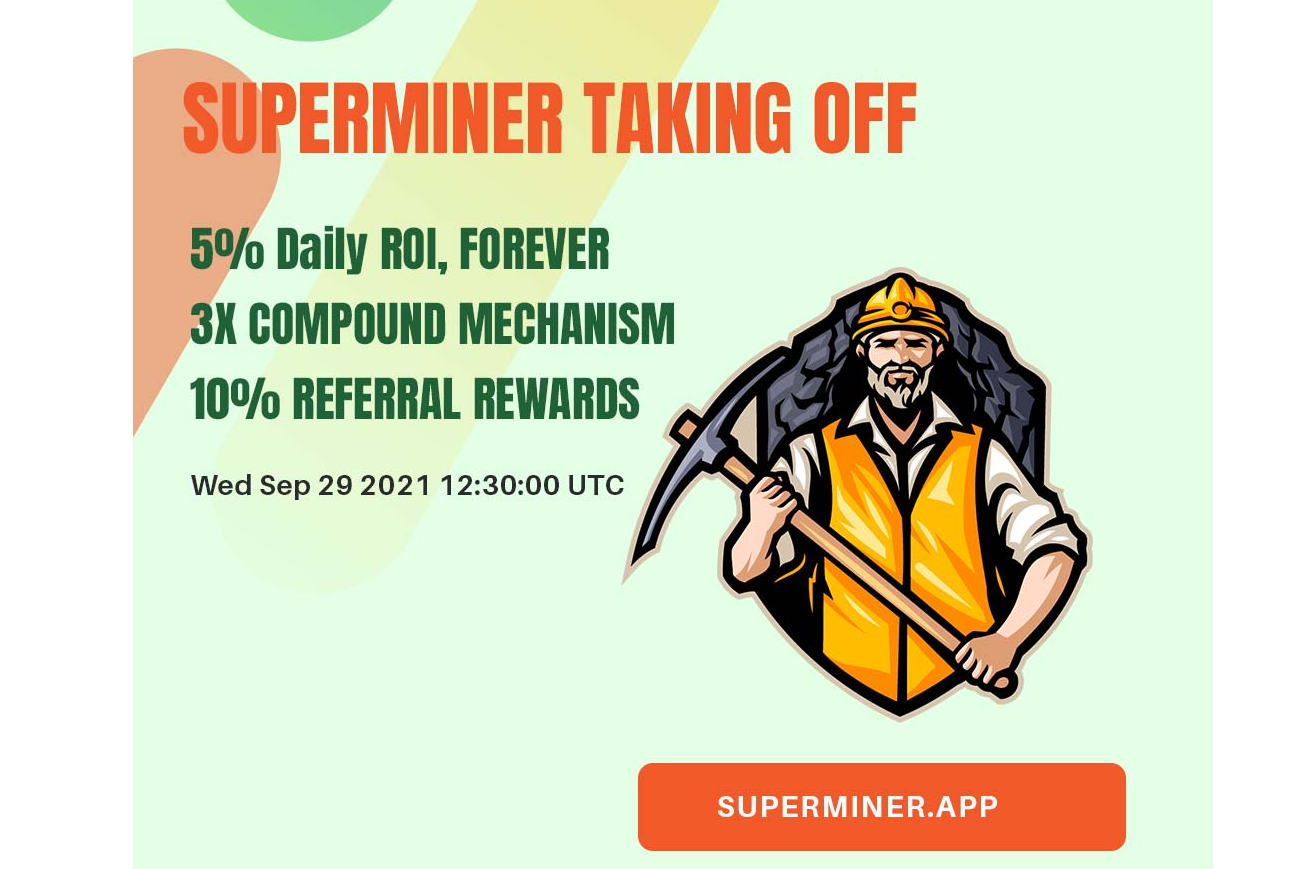 SUPERMINER TAKING OFF
5% Daily ROI, FOREVER
3X COMPOUND MECHANISM
10% REFERRAL REWARDS
Wed Sep 29 2021 12:30:00 UTC
SUPERMINER.APP